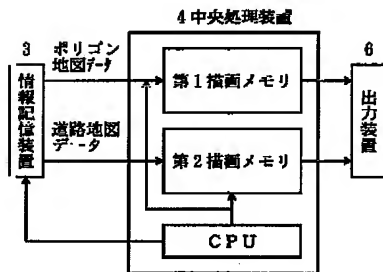 4 中央処理装置
3
ポリゴン
地図データ
情報記憶装置
第1描画メモリ
6
出力装置
道路地図
データ
第2描画メモリ
CPU